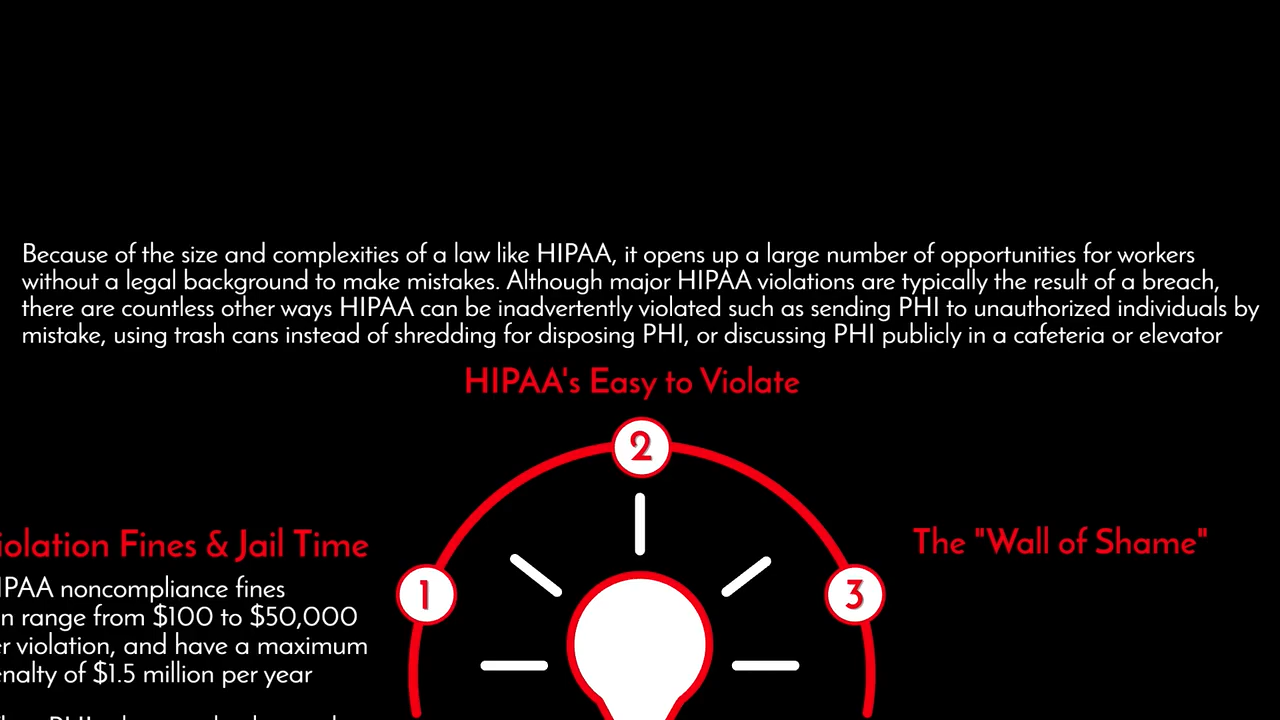 Because of the size and complexities of a law like HIPAA, it opens up a large number of opportunities for workers
without a legal background to make mistakes. Although major HIPAA violations are typically the result of a breach,
there are countless other ways HIPAA can be inadvertently violated such as sending PHI to unauthorized individuals by
mistake, using trash cans instead of shredding for disposing PHI, or discussing PHI publicly in a cafeteria or elevator
HIPAA's Easy to Violate
2
iolation Fines & Jail Time
IPAA noncompliance fines
n range from $100 to $50,000
er violation, and have a maximum
enalty of $1.5 million per year
1
The "Wall of Shame"
3